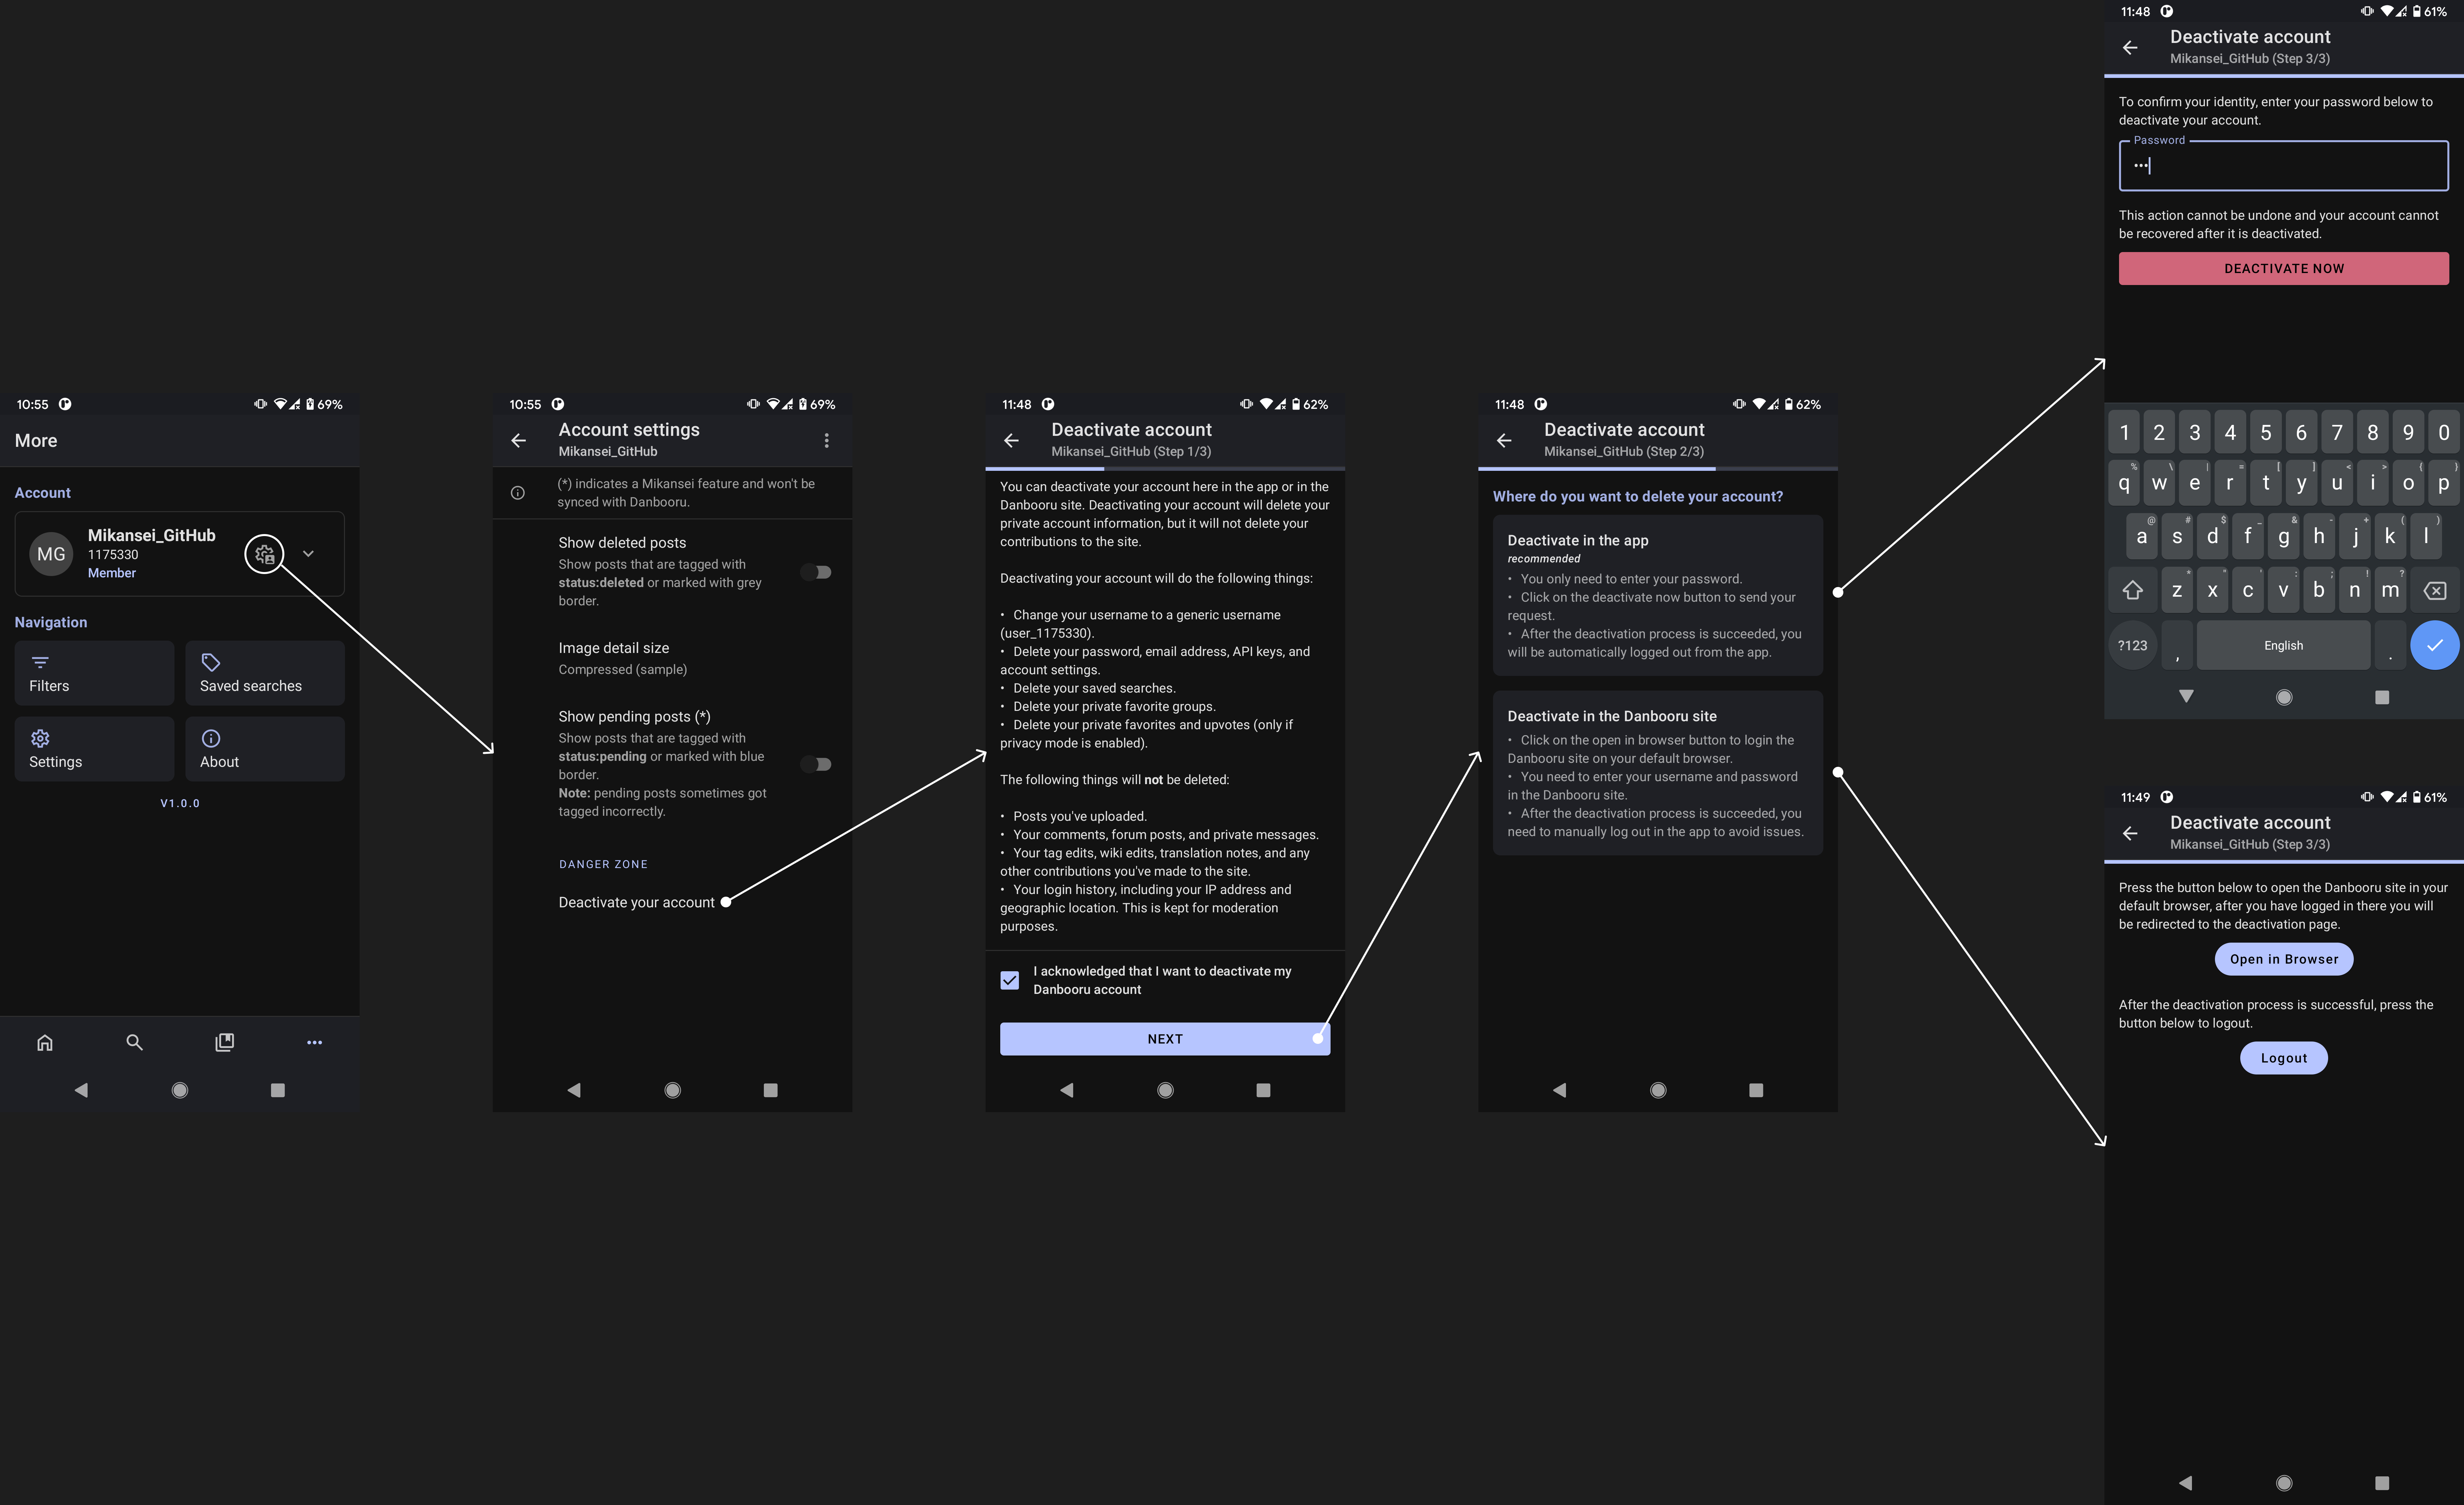 10:55
69%
More
Account
MG
Mikansei_GitHub
1175330
Member
Navigation
Filters
Saved searches
Settings
About
V1.0.0
10:55
69%
Account settings
Mikansei_GitHub
(*) indicates a Mikansei feature and won't be
synced with Danbooru.
Show deleted posts
Show posts that are tagged with
status:deleted or marked with grey
border.
Image detail size
Compressed (sample)
Show pending posts (*)
Show posts that are tagged with
status:pending or marked with blue
border.
Note: pending posts sometimes got
tagged incorrectly.
DANGER ZONE
Deactivate your account
11:48
62%
Deactivate account
Mikansei_GitHub (Step 1/3)
You can deactivate your account here in the app or in the
Danbooru site. Deactivating your account will delete your
private account information, but it will not delete your
contributions to the site.
Deactivating your account will do the following things:
• Change your username to a generic username
(user_1175330).
• Delete your password, email address, API keys, and
account settings.
• Delete your saved searches.
• Delete your private favorite groups.
• Delete your private favorites and upvotes (only if
privacy mode is enabled).
The following things will not be deleted:
• Posts you've uploaded.
• Your comments, forum posts, and private messages.
• Your tag edits, wiki edits, translation notes, and any
other contributions you've made to the site.
• Your login history, including your IP address and
geographic location. This is kept for moderation
purposes.
I acknowledged that I want to deactivate my
Danbooru account
NEXT
11:48
62%
Deactivate account
Mikansei_GitHub (Step 2/3)
Where do you want to delete your account?
Deactivate in the app
recommended
• You only need to enter your password.
• Click on the deactivate now button to send your
request.
• After the deactivation process is succeeded, you
will be automatically logged out from the app.
Deactivate in the Danbooru site
• Click on the open in browser button to login the
Danbooru site on your default browser.
• You need to enter your username and password
in the Danbooru site.
• After the deactivation process is succeeded, you
need to manually log out in the app to avoid issues.
11:48
61%
Deactivate account
Mikansei_GitHub (Step 3/3)
To confirm your identity, enter your password below to
deactivate your account.
Password
•••
This action cannot be undone and your account cannot
be recovered after it is deactivated.
DEACTIVATE NOW
1 2 3 4 5 6 7 8 9 0
% \ | = [ ] < > { }
q w e r t y u i o p
@ # $ _ & - + ( )
a s d f g h j k l
* " ' : ; ! ?
z x c v b n m
?123 , English .
11:49
61%
Deactivate account
Mikansei_GitHub (Step 3/3)
Press the button below to open the Danbooru site in your
default browser, after you have logged in there you will
be redirected to the deactivation page.
Open in Browser
After the deactivation process is successful, press the
button below to logout.
Logout